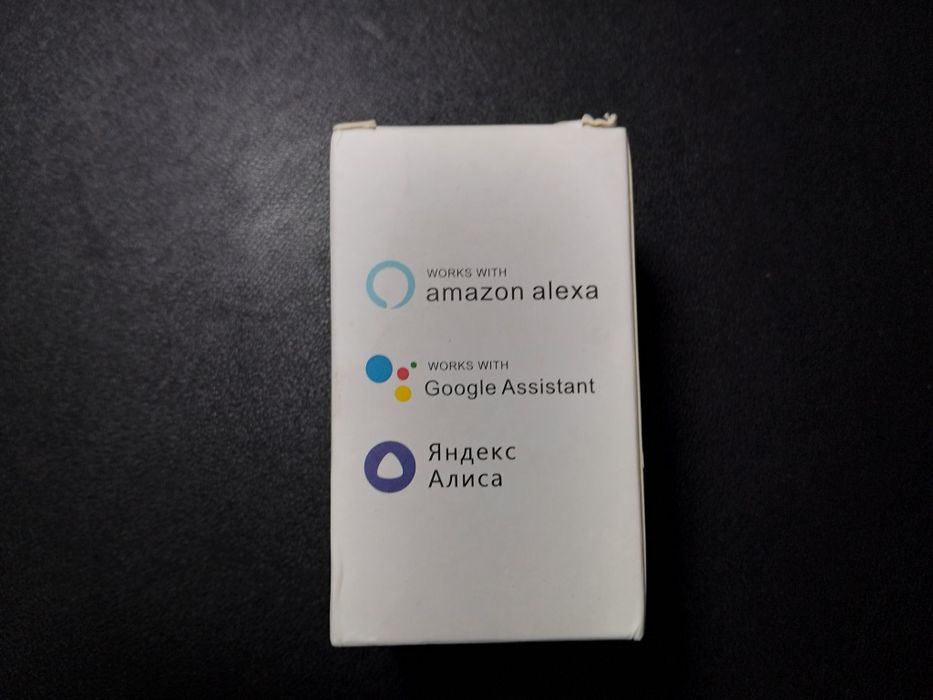 WORKS WITH
amazon alexa
WORKS WITH
Google Assistant
Яндекс
Алиса